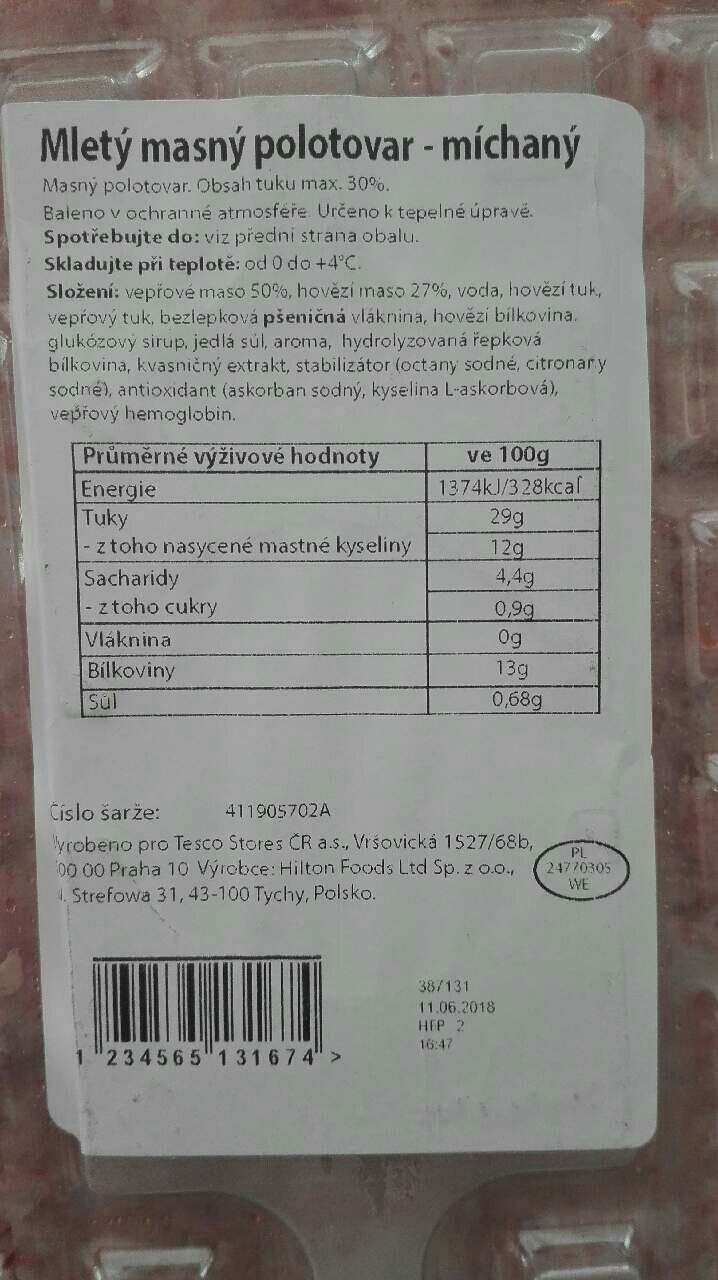 Mletý masný polotovar - míchaný
Masný polotovar. Obsah tuku max. 30%.
Baleno v ochranné atmosféře. Určeno k tepelné úpravě.
Spotřebujte do: viz přední strana obalu.
Skladujte při teplotě: od 0 do +4°C.
Složení: vepřové maso 50%, hovězí maso 27%, voda, hovězí tuk,
vepřový tuk, bezlepková pšeničná vláknina, hovězí bílkovina,
glukózový sirup, jedlá sůl, aroma, hydrolyzovaná řepková
bílkovina, kvasničný extrakt, stabilizátor (octany sodné, citronany
sodné), antioxidant (askorban sodný, kyselina L-askorbová),
vepřový hemoglobin.
Průměrné výživové hodnoty ve 100g
Energie 1374kJ/328kcal
Tuky 29g
- z toho nasycené mastné kyseliny 12g
Sacharidy 4,4g
- z toho cukry 0,9g
Vláknina 0g
Bílkoviny 13g
Sůl 0,68g
Číslo šarže: 411905702A
Vyrobeno pro Tesco Stores ČR a.s., Vršovická 1527/68b,
00 00 Praha 10 Výrobce: Hilton Foods Ltd Sp. z o.o.,
Strefowa 31, 43-100 Tychy, Polsko.
PL
24770305
WE
387131
11.06.2018
HFP 2
16:47
1 234565 131674 >